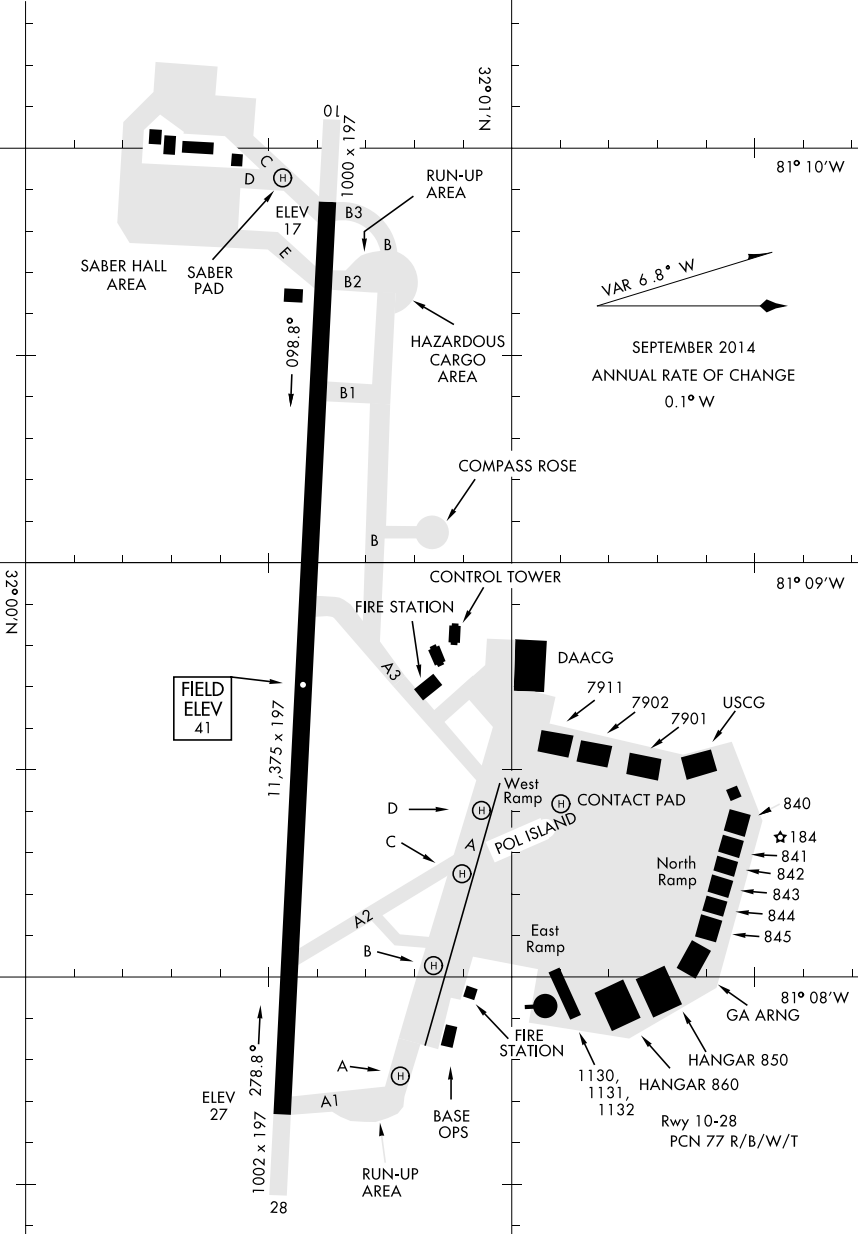 10
32°01'N
1000 x 197
81° 10'W
C
D
H
RUN-UP
AREA
ELEV
17
B3
B
E
B2
SABER HALL
AREA
SABER
PAD
VAR 6.8° W
098.8°
HAZARDOUS
CARGO
AREA
SEPTEMBER 2014
ANNUAL RATE OF CHANGE
0.1° W
B1
COMPASS ROSE
B
32°00'N
CONTROL TOWER
81° 09'W
FIRE STATION
A3
DAACG
7911
7902
7901
USCG
FIELD
ELEV
41
11,375 x 197
West
Ramp
D
H
H
CONTACT PAD
840
184
POL ISLAND
A
C
H
841
North
Ramp
842
843
844
845
A2
East
Ramp
B
H
81° 08'W
GA ARNG
278.8°
FIRE
STATION
HANGAR 850
A
H
1130,
1131,
1132
HANGAR 860
ELEV
27
A1
BASE
OPS
Rwy 10-28
PCN 77 R/B/W/T
1002 x 197
RUN-UP
AREA
28